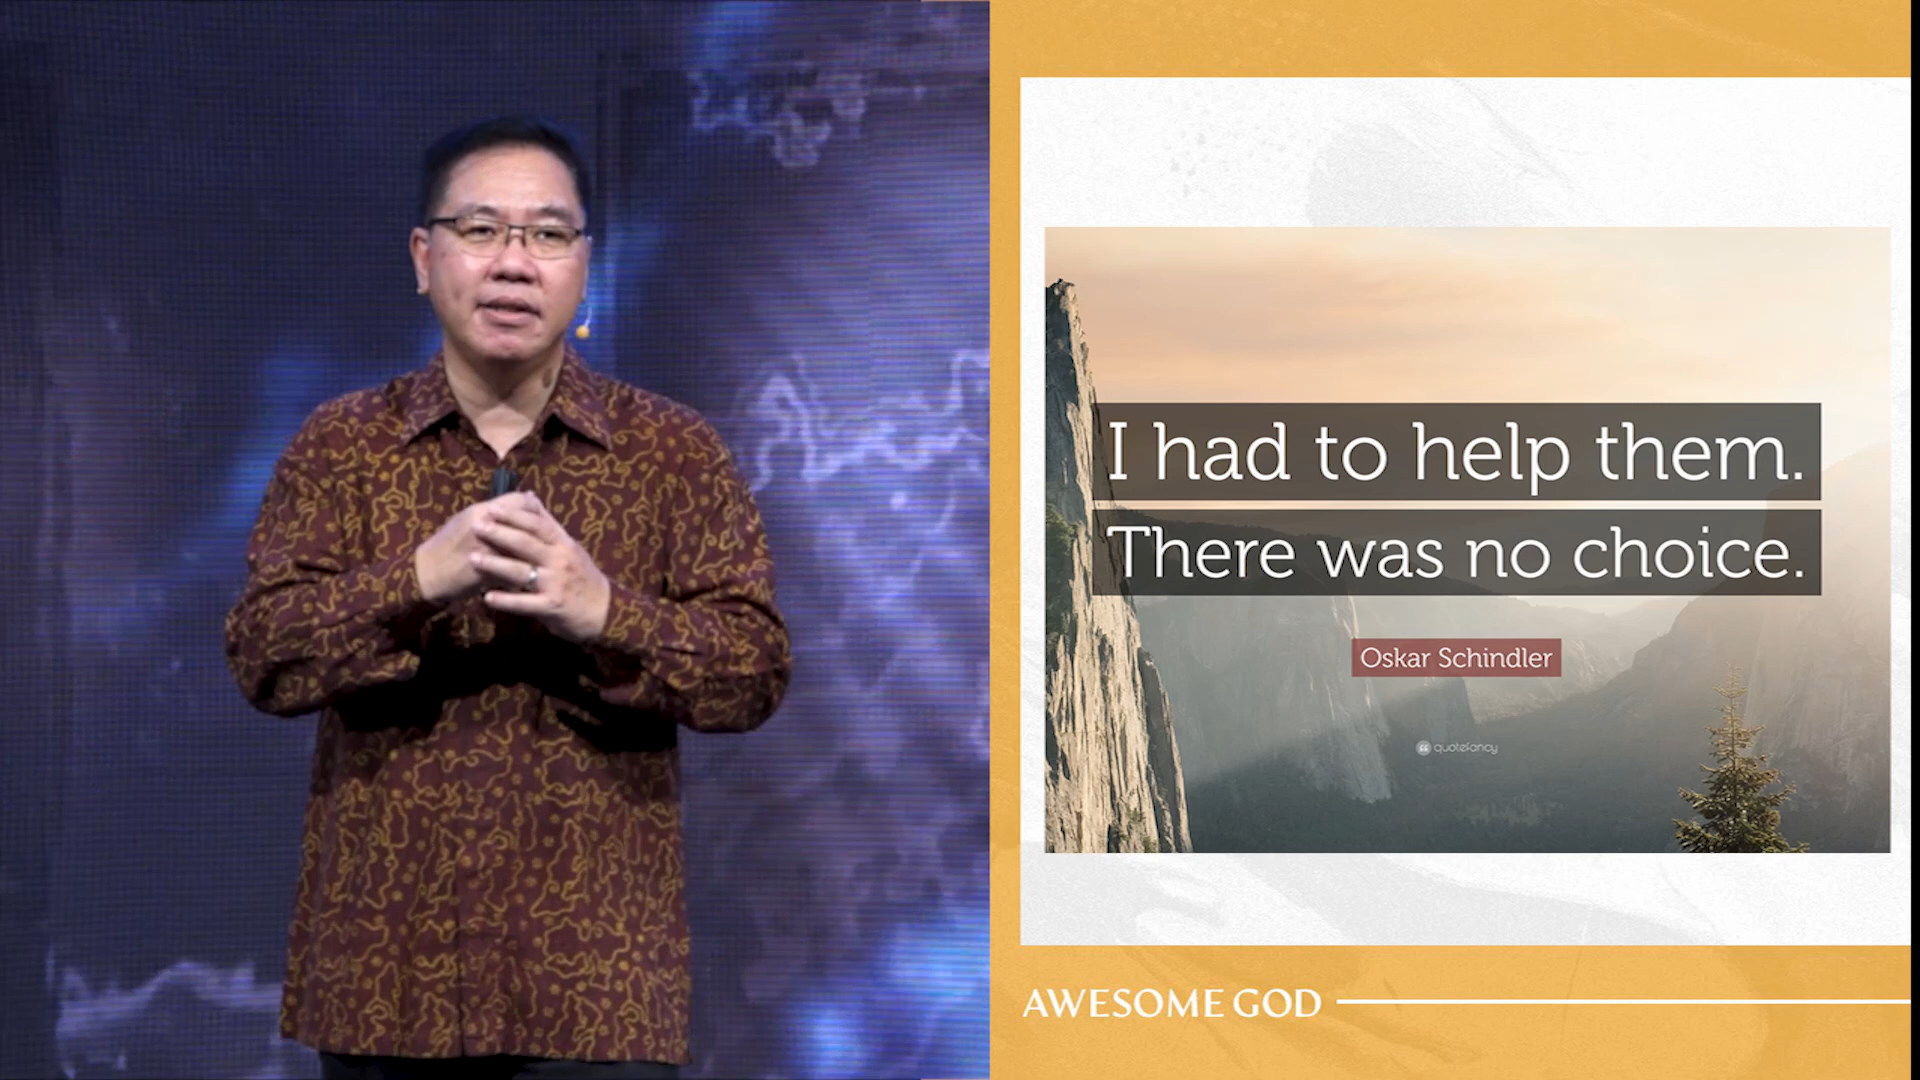 I had to help them.
There was no choice.
Oskar Schindler
quotefancy
AWESOME GOD